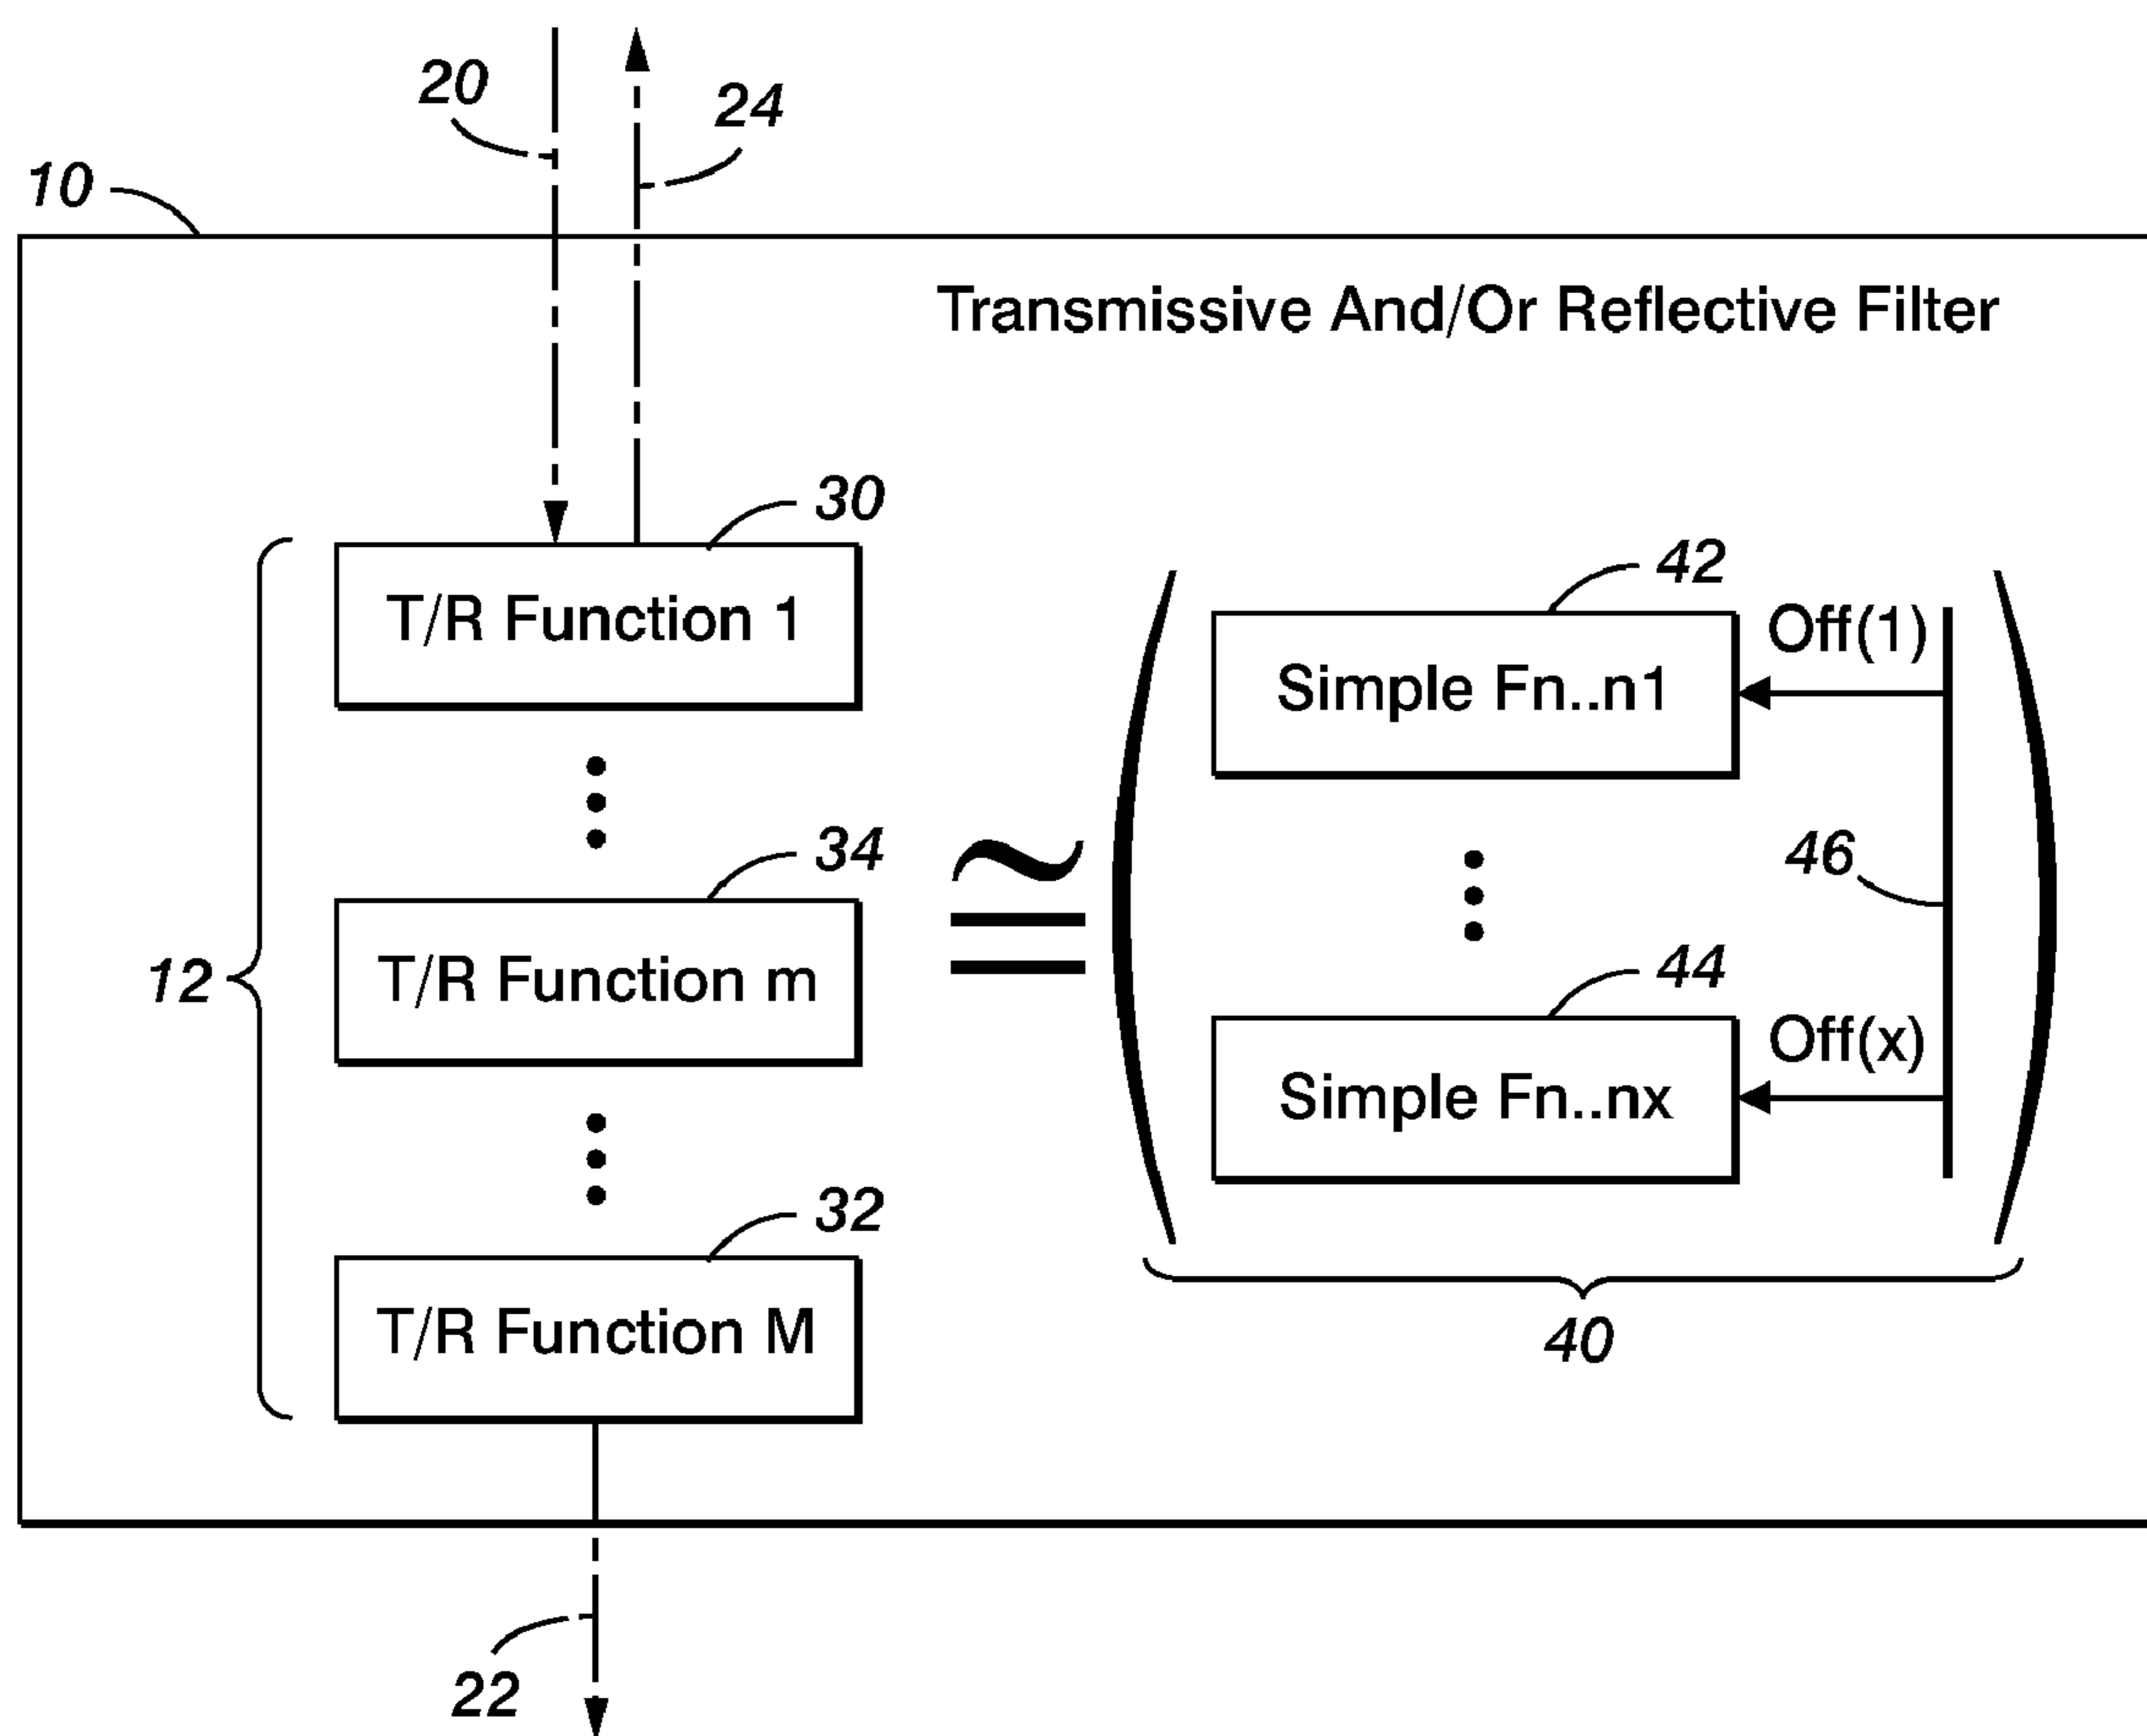 20
24
10
Transmissive And/Or Reflective Filter
30
T/R Function 1
42
Off(1)
Simple Fn..n1
34
46
12
T/R Function m
≅
44
Off(x)
Simple Fn..nx
32
T/R Function M
40
22